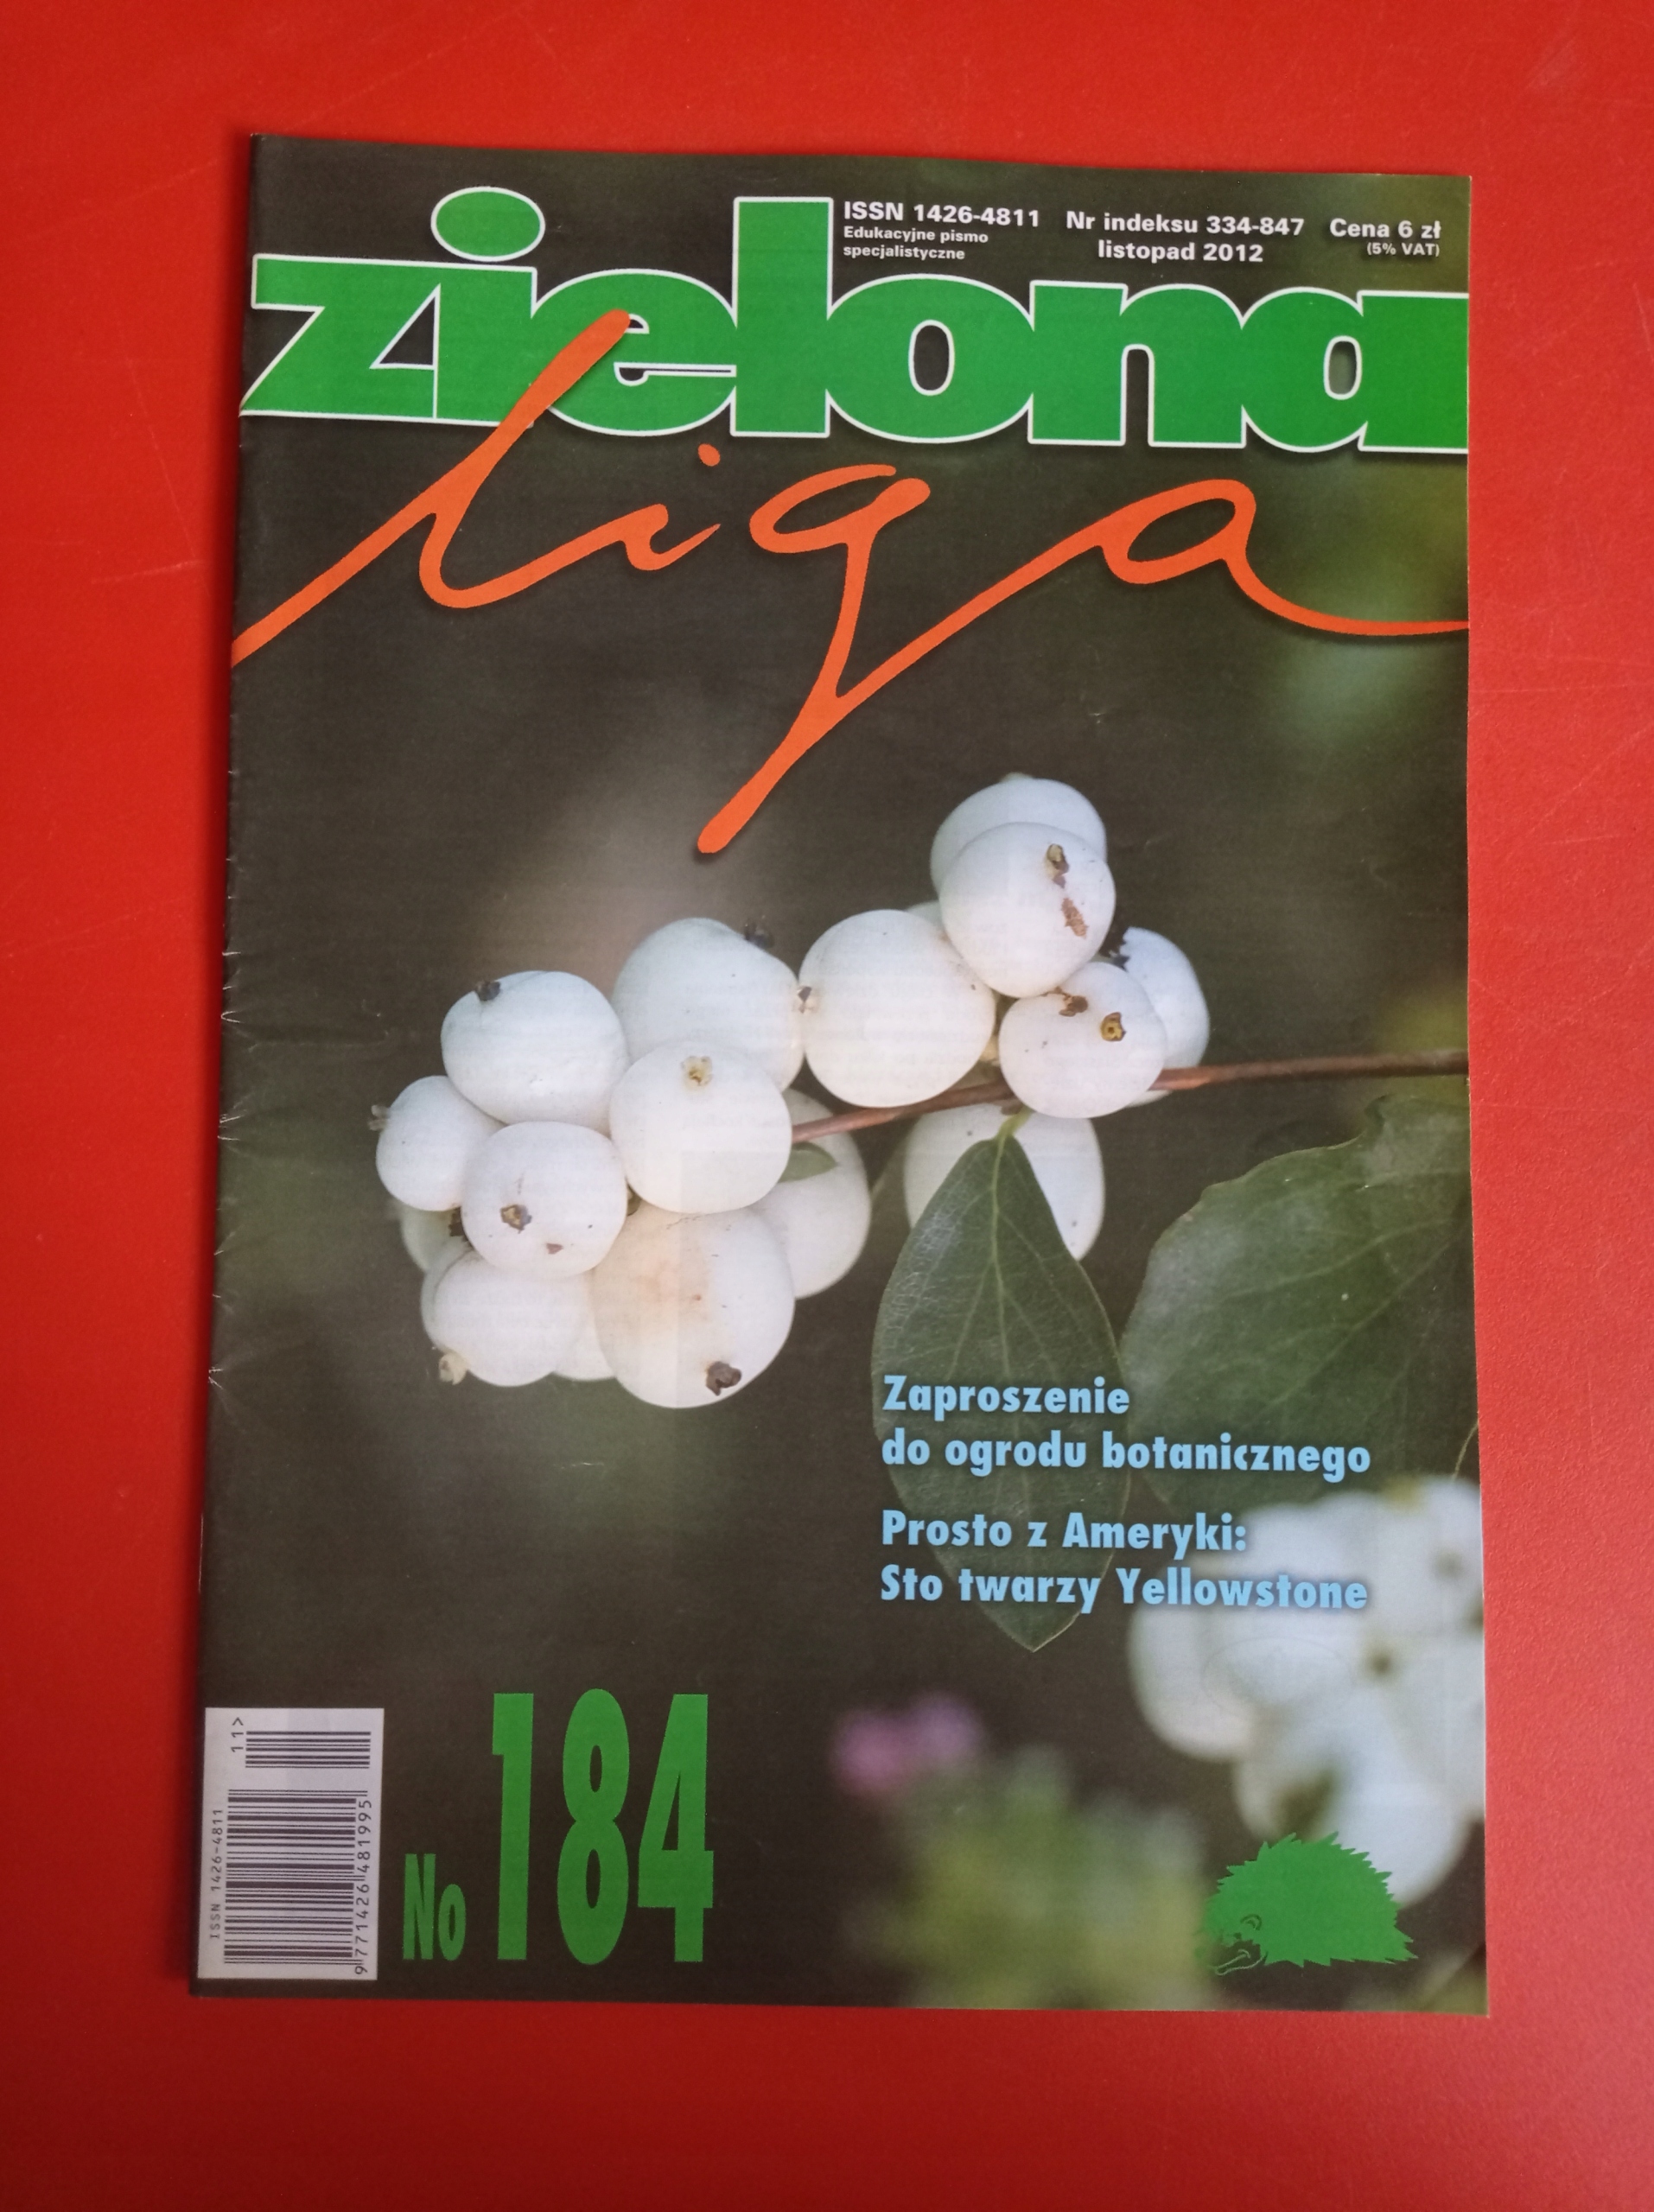 ISSN 1426-4811 Nr indeksu 334-847 Cena 6 zł
Edukacyjne pismo
specjalistyczne
listopad 2012
(5% VAT)
zielona
liga
Zaproszenie
do ogrodu botanicznego
Prosto z Ameryki:
Sto twarzy Yellowstone
No 184
ISSN 1426-4811
11>
9 771426 481995